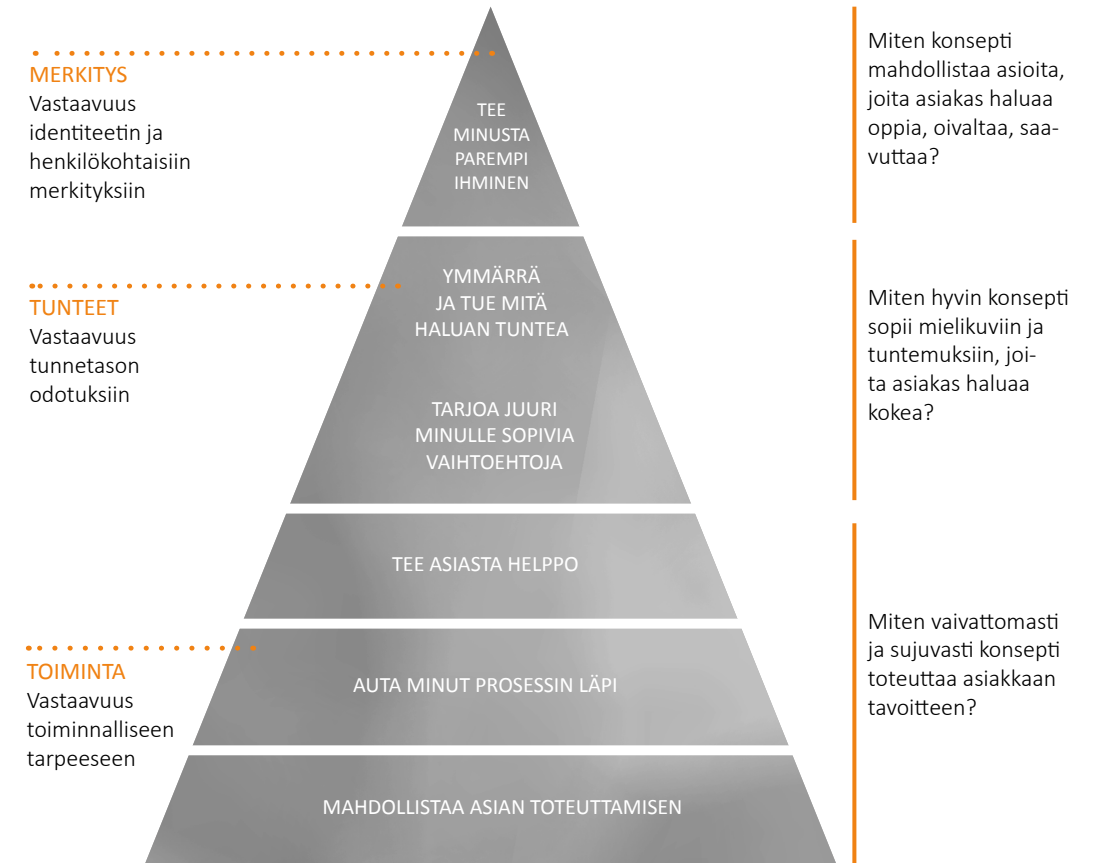 MERKITYS
Vastaavuus
identiteetin ja
henkilökohtaisiin
merkityksiin
TEE
MINUSTA
PAREMPI
IHMINEN
Miten konsepti
mahdollistaa asioita,
joita asiakas haluaa
oppia, oivaltaa, saa-
vuttaa?
TUNTEET
Vastaavuus
tunnetason
odotuksiin
YMMÄRRÄ
JA TUE MITÄ
HALUAN TUNTEA
TARJOA JUURI
MINULLE SOPIVIA
VAIHTOEHTOJA
Miten hyvin konsepti
sopii mielikuviin ja
tuntemuksiin, joi-
ta asiakas haluaa
kokea?
TEE ASIASTA HELPPO
TOIMINTA
Vastaavuus
toiminnalliseen
tarpeeseen
AUTA MINUT PROSESSIN LÄPI
MAHDOLLISTAA ASIAN TOTEUTTAMISEN
Miten vaivattomasti
ja sujuvasti konsepti
toteuttaa asiakkaan
tavoitteen?